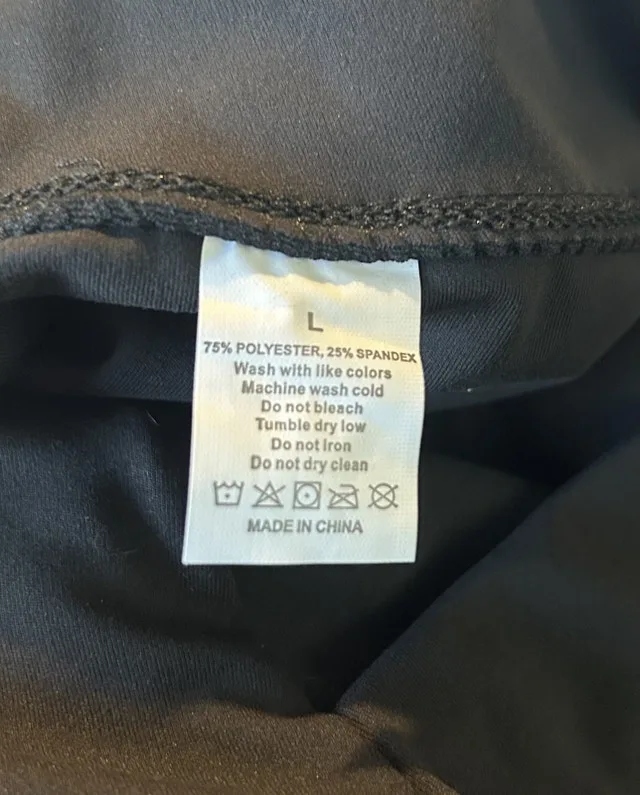 L
75% POLYESTER, 25% SPANDEX
Wash with like colors
Machine wash cold
Do not bleach
Tumble dry low
Do not Iron
Do not dry clean
MADE IN CHINA